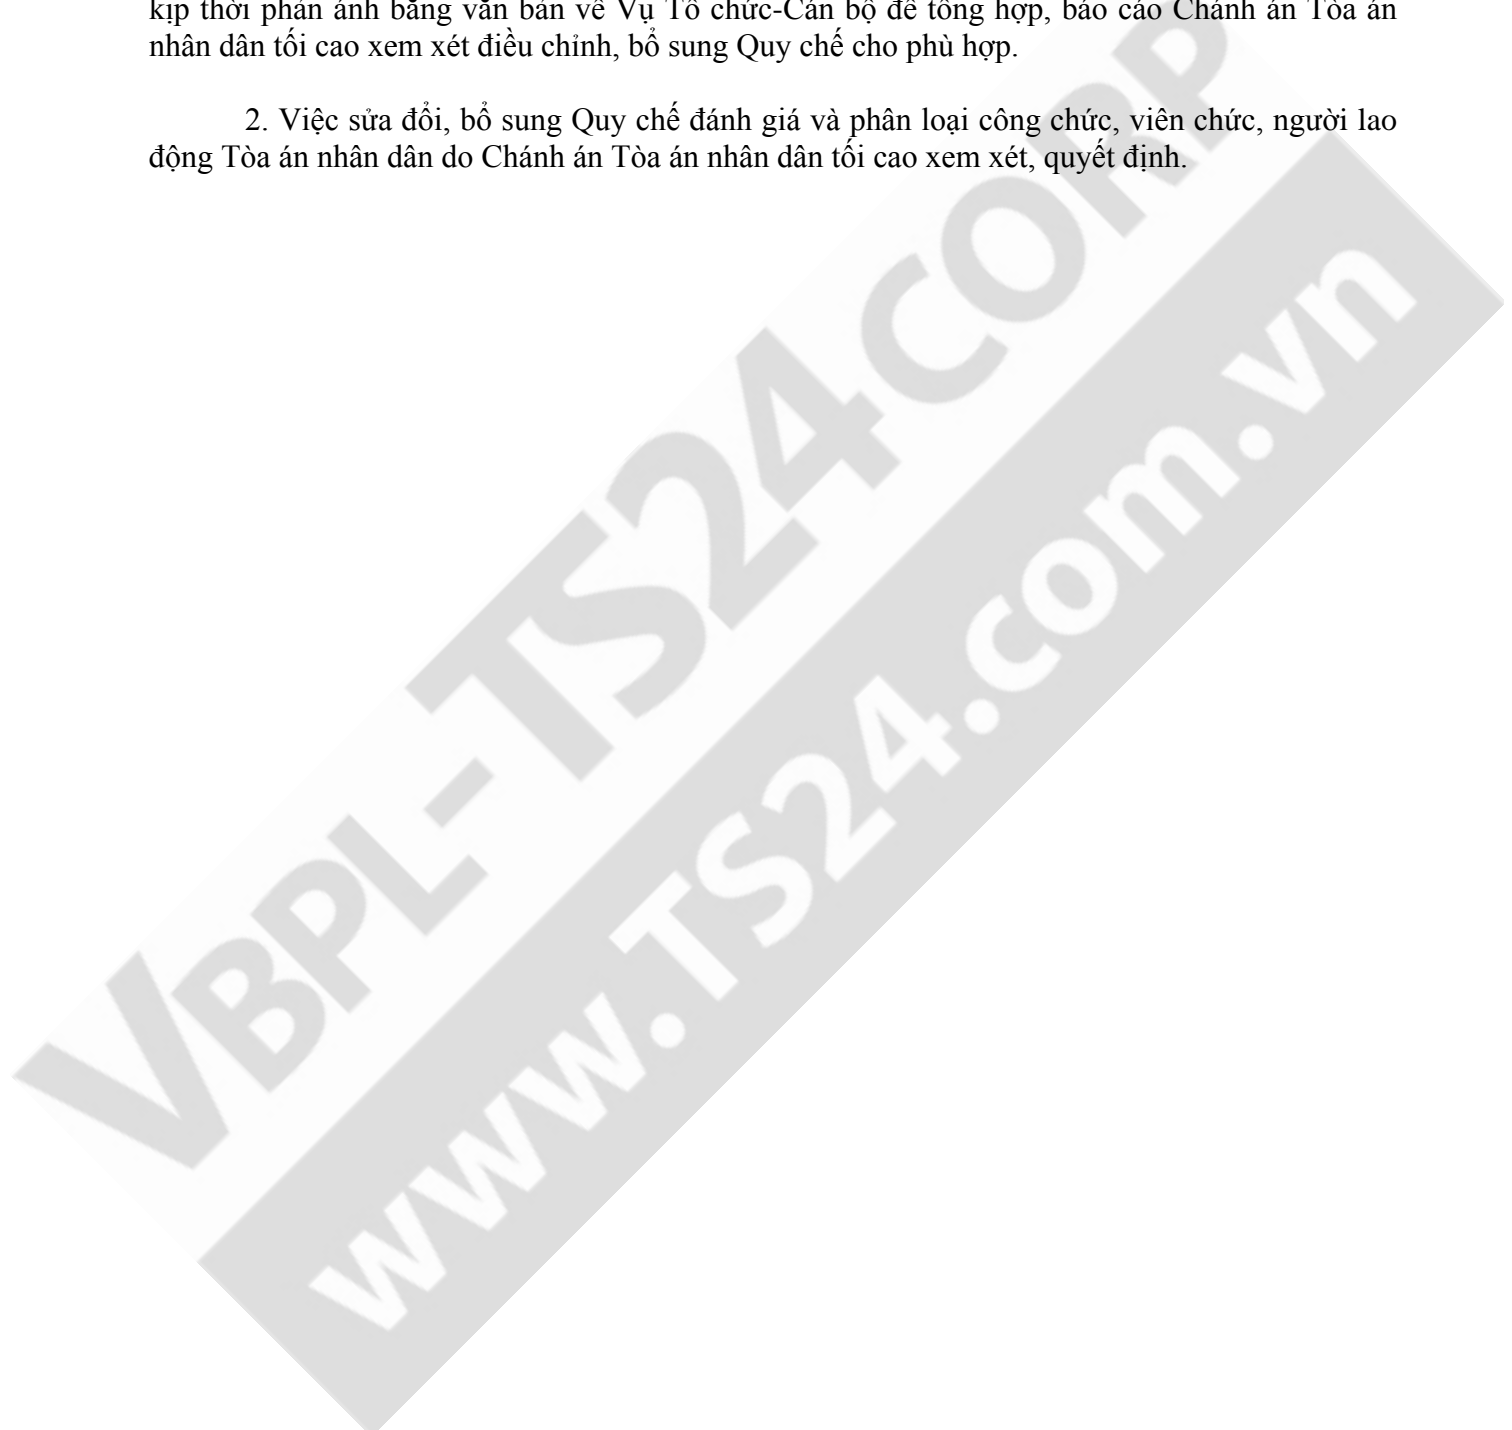 kịp thời phản ánh bằng văn bản về Vụ Tổ chức-Cán bộ để tổng hợp, báo cáo Chánh án Tòa án
nhân dân tối cao xem xét điều chỉnh, bổ sung Quy chế cho phù hợp.
2. Việc sửa đổi, bổ sung Quy chế đánh giá và phân loại công chức, viên chức, người lao
động Tòa án nhân dân do Chánh án Tòa án nhân dân tối cao xem xét, quyết định.
VBPL-TS24CORP
www.TS24.com.vn